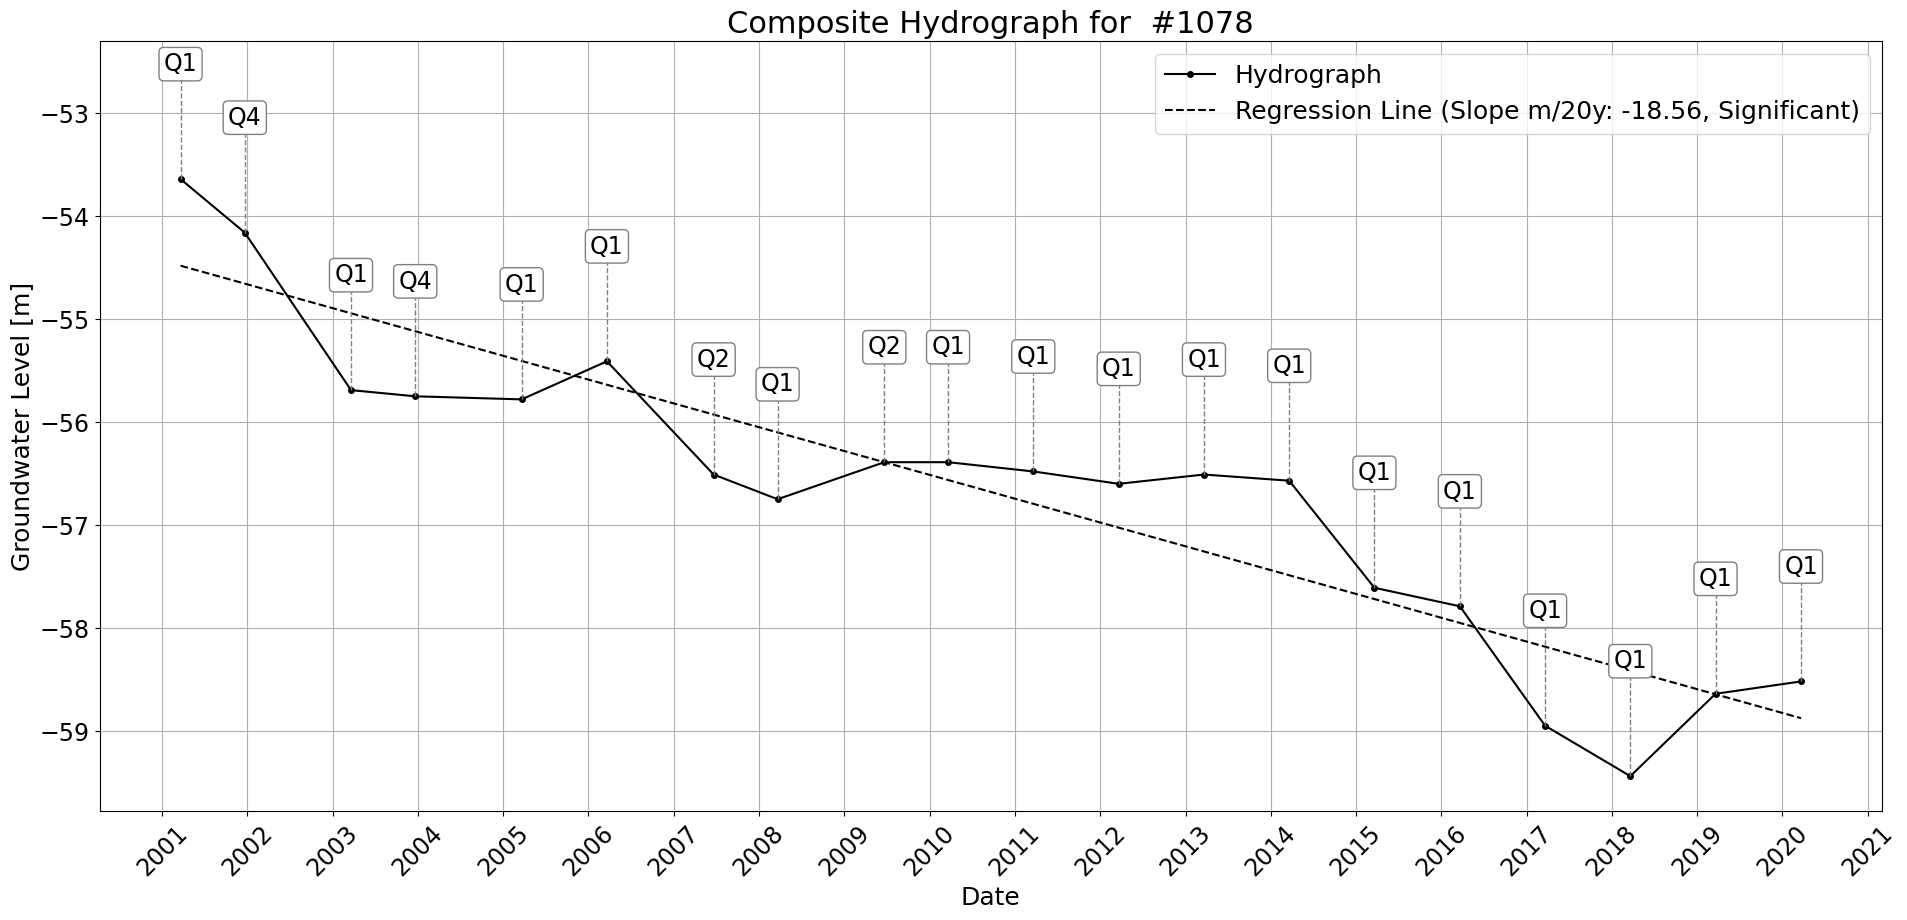 Composite Hydrograph for  #1078
Hydrograph
Regression Line (Slope m/20y: -18.56, Significant)
Groundwater Level [m]
−53
−54
−55
−56
−57
−58
−59
Q1
Q4
Q1
Q4
Q1
Q1
Q2
Q1
Q2
Q1
Q1
Q1
Q1
Q1
Q1
Q1
Q1
Q1
Q1
Q1
2001
2002
2003
2004
2005
2006
2007
2008
2009
2010
2011
2012
2013
2014
2015
2016
2017
2018
2019
2020
2021
Date